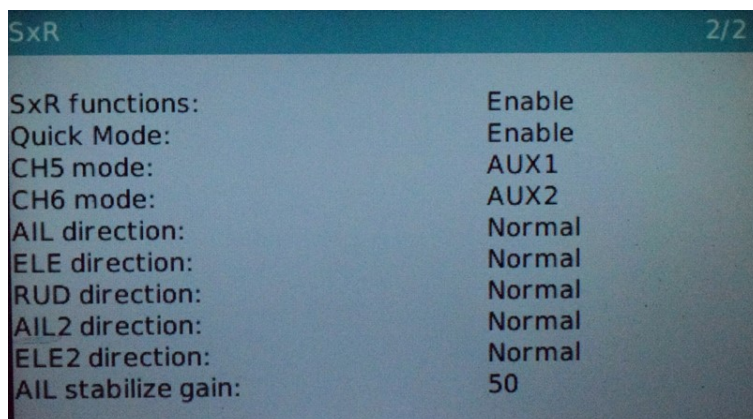 SxR 2/2
SxR functions: Enable
Quick Mode: Enable
CH5 mode: AUX1
CH6 mode: AUX2
AIL direction: Normal
ELE direction: Normal
RUD direction: Normal
AIL2 direction: Normal
ELE2 direction: Normal
AIL stabilize gain: 50